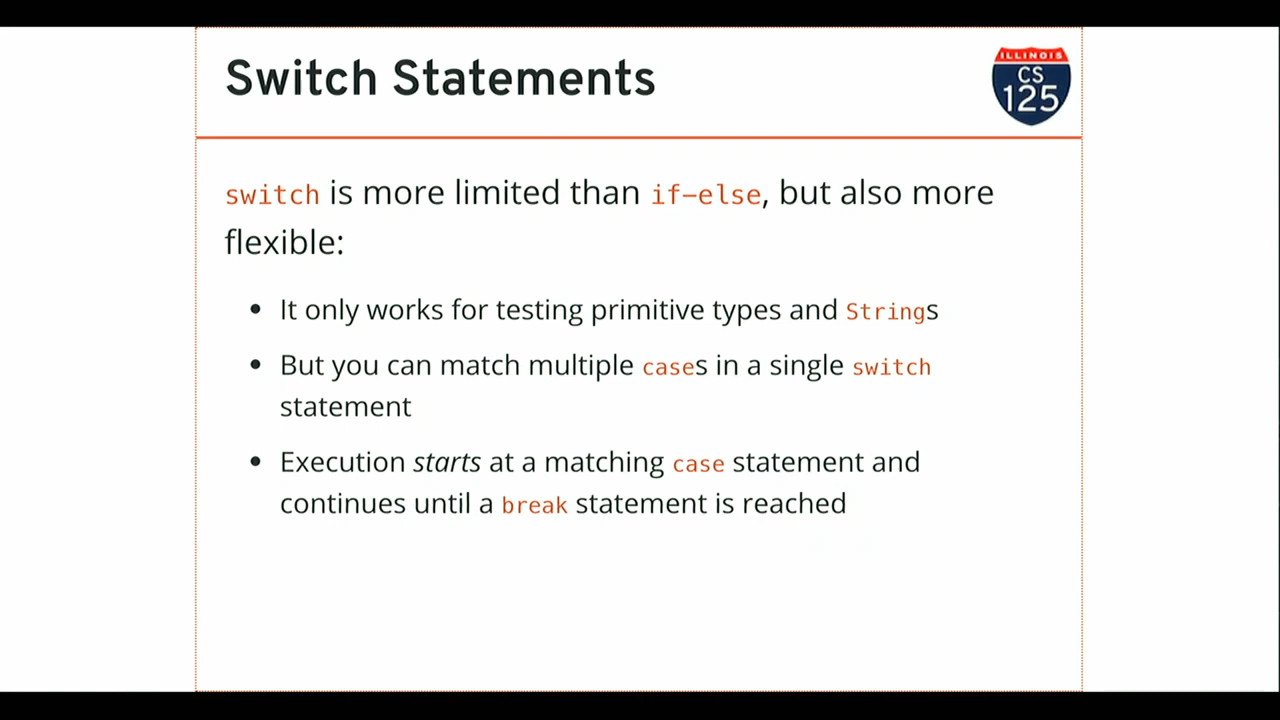 Switch Statements
ILLINOIS
CS
125
switch is more limited than if-else, but also more
flexible:
• It only works for testing primitive types and Strings
• But you can match multiple cases in a single switch
statement
• Execution starts at a matching case statement and
continues until a break statement is reached